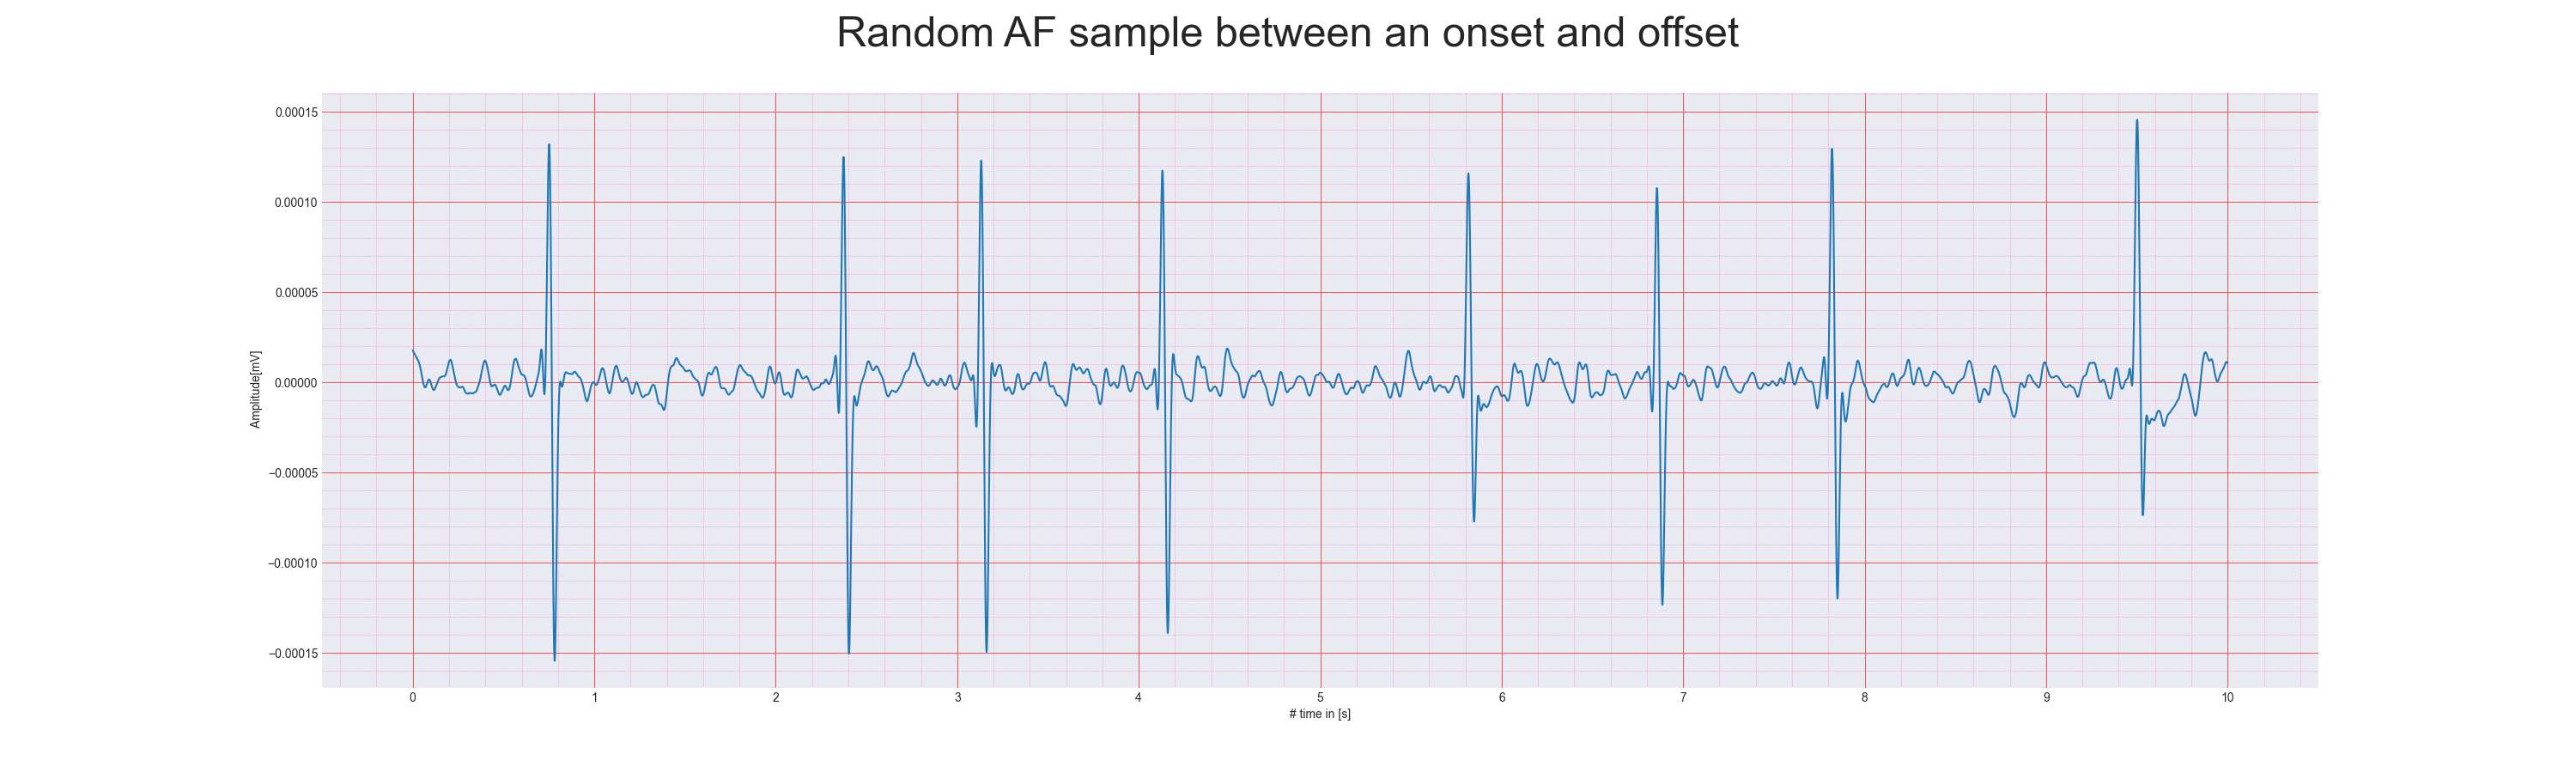 Random AF sample between an onset and offset
Amplitude[mV]
0.00015
0.00010
0.00005
0.00000
−0.00005
−0.00010
−0.00015
0 1 2 3 4 5 6 7 8 9 10
# time in [s]